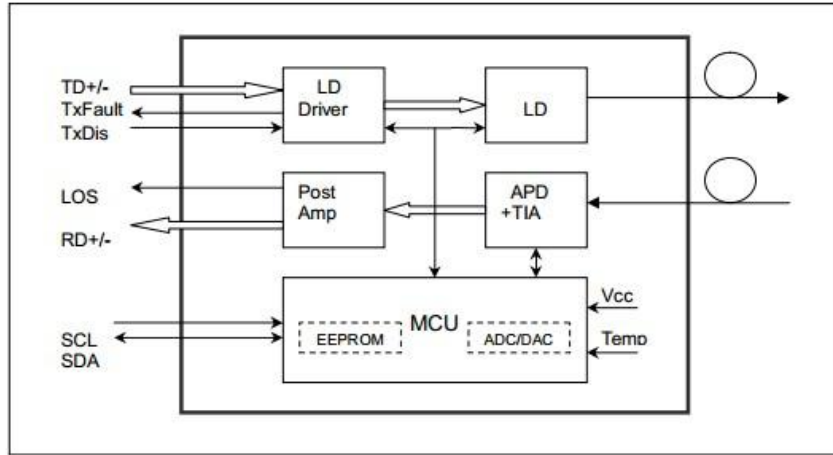 TD+/-
TxFault
TxDis
LD
Driver
LD
LOS
RD+/-
Post
Amp
APD
+TIA
MCU
EEPROM
ADC/DAC
Vcc
Temp
SCL
SDA